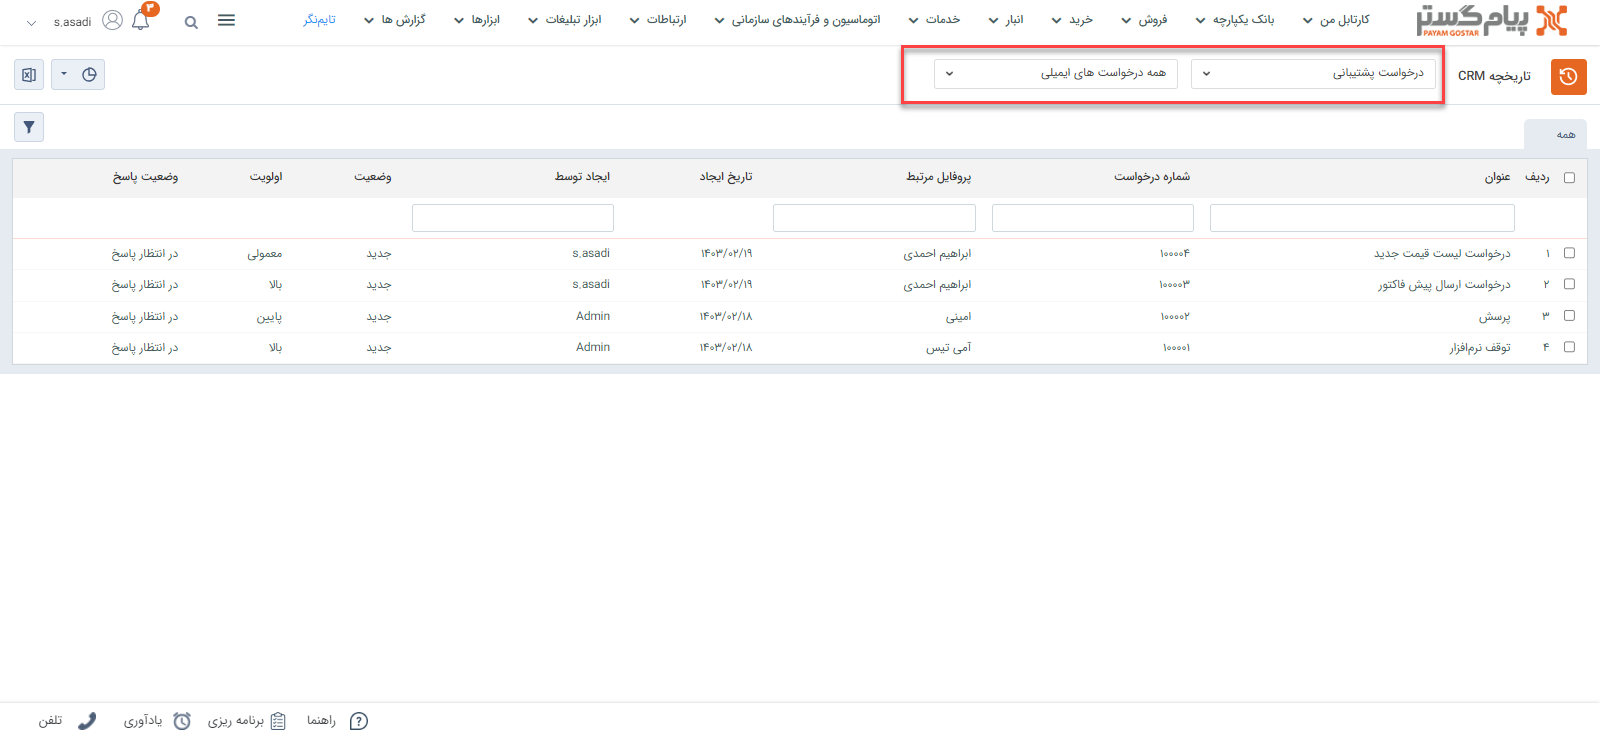 پیام گستر
PAYAM GOSTAR
کارتابل من بانک یکپارچه فروش خرید انبار خدمات اتوماسیون و فرآیندهای سازمانی ارتباطات ابزار تبلیغات ابزارها گزارش ها تایم‌نگر
۳
s.asadi
تاریخچه CRM درخواست پشتیبانی همه درخواست های ایمیلی
همه
ردیف عنوان شماره درخواست پروفایل مرتبط تاریخ ایجاد ایجاد توسط وضعیت اولویت وضعیت پاسخ
۱ درخواست لیست قیمت جدید ۱۰۰۰۰۴ ابراهیم احمدی ۱۴۰۳/۰۲/۱۹ s.asadi جدید معمولی در انتظار پاسخ
۲ درخواست ارسال پیش فاکتور ۱۰۰۰۰۳ ابراهیم احمدی ۱۴۰۳/۰۲/۱۹ s.asadi جدید بالا در انتظار پاسخ
۳ پرسش ۱۰۰۰۰۲ امینی ۱۴۰۳/۰۲/۱۸ Admin جدید پایین در انتظار پاسخ
۴ توقف نرم‌افزار ۱۰۰۰۰۱ آمی تیس ۱۴۰۳/۰۲/۱۸ Admin جدید بالا در انتظار پاسخ
راهنما برنامه ریزی یادآوری تلفن